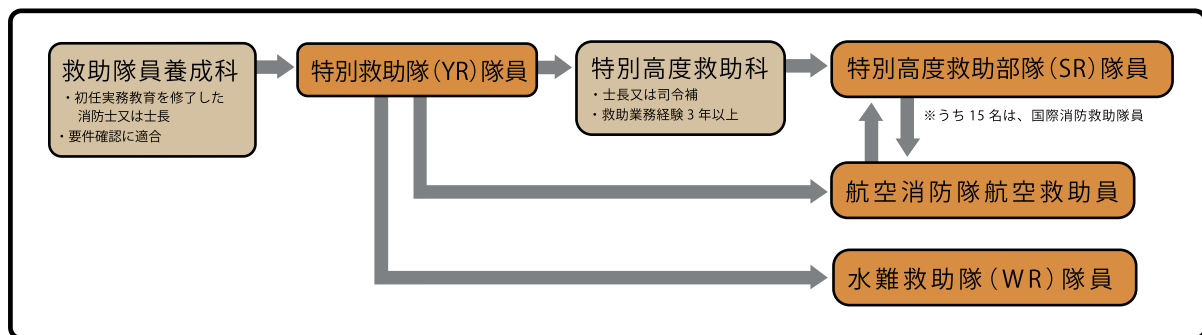 救助隊員養成科
・初任実務教育を修了した
消防士又は士長
・要件確認に適合
特別救助隊(YR)隊員
特別高度救助科
・士長又は司令補
・救助業務経験3年以上
特別高度救助部隊(SR)隊員
※うち15名は、国際消防救助隊員
航空消防隊航空救助員
水難救助隊(WR)隊員